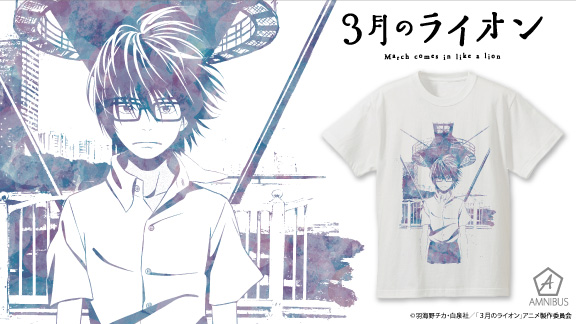 3月のライオン
March comes in like a lion
A
AMNIBUS
©羽海野チカ・白泉社／「3月のライオン」アニメ製作委員会